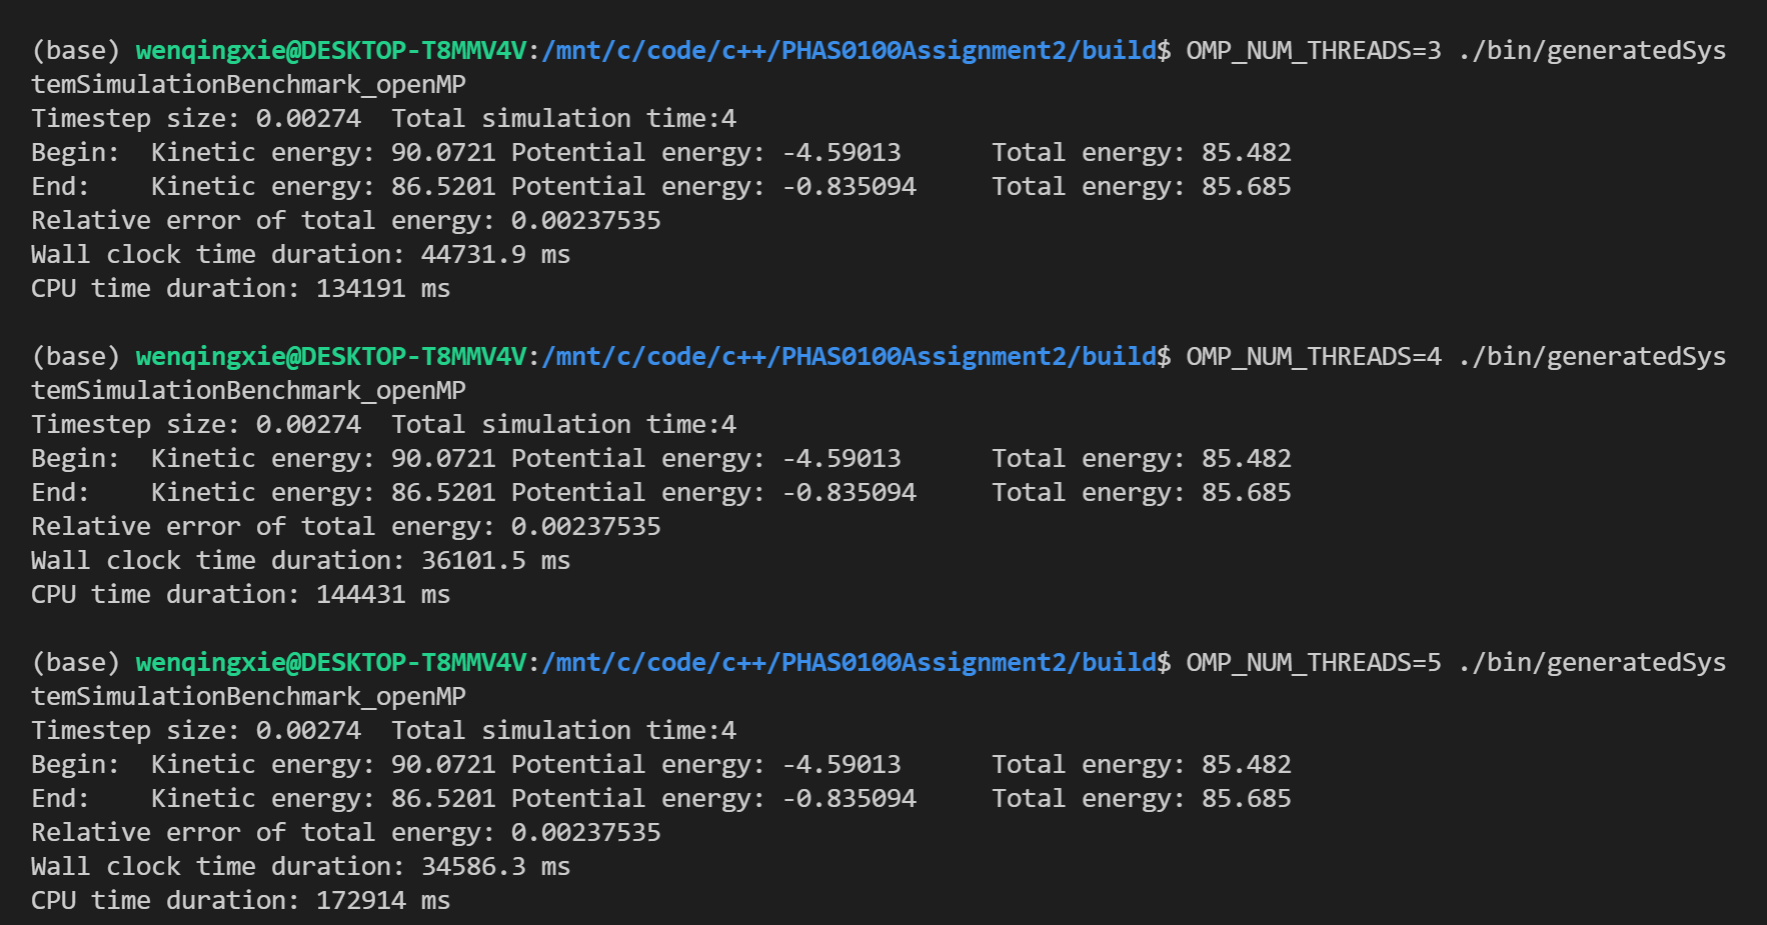 (base) wenqingxie@DESKTOP-T8MMV4V:/mnt/c/code/c++/PHAS0100Assignment2/build$ OMP_NUM_THREADS=3 ./bin/generatedSys
temSimulationBenchmark_openMP
Timestep size: 0.00274  Total simulation time:4
Begin:  Kinetic energy: 90.0721 Potential energy: -4.59013      Total energy: 85.482
End:    Kinetic energy: 86.5201 Potential energy: -0.835094     Total energy: 85.685
Relative error of total energy: 0.00237535
Wall clock time duration: 44731.9 ms
CPU time duration: 134191 ms

(base) wenqingxie@DESKTOP-T8MMV4V:/mnt/c/code/c++/PHAS0100Assignment2/build$ OMP_NUM_THREADS=4 ./bin/generatedSys
temSimulationBenchmark_openMP
Timestep size: 0.00274  Total simulation time:4
Begin:  Kinetic energy: 90.0721 Potential energy: -4.59013      Total energy: 85.482
End:    Kinetic energy: 86.5201 Potential energy: -0.835094     Total energy: 85.685
Relative error of total energy: 0.00237535
Wall clock time duration: 36101.5 ms
CPU time duration: 144431 ms

(base) wenqingxie@DESKTOP-T8MMV4V:/mnt/c/code/c++/PHAS0100Assignment2/build$ OMP_NUM_THREADS=5 ./bin/generatedSys
temSimulationBenchmark_openMP
Timestep size: 0.00274  Total simulation time:4
Begin:  Kinetic energy: 90.0721 Potential energy: -4.59013      Total energy: 85.482
End:    Kinetic energy: 86.5201 Potential energy: -0.835094     Total energy: 85.685
Relative error of total energy: 0.00237535
Wall clock time duration: 34586.3 ms
CPU time duration: 172914 ms